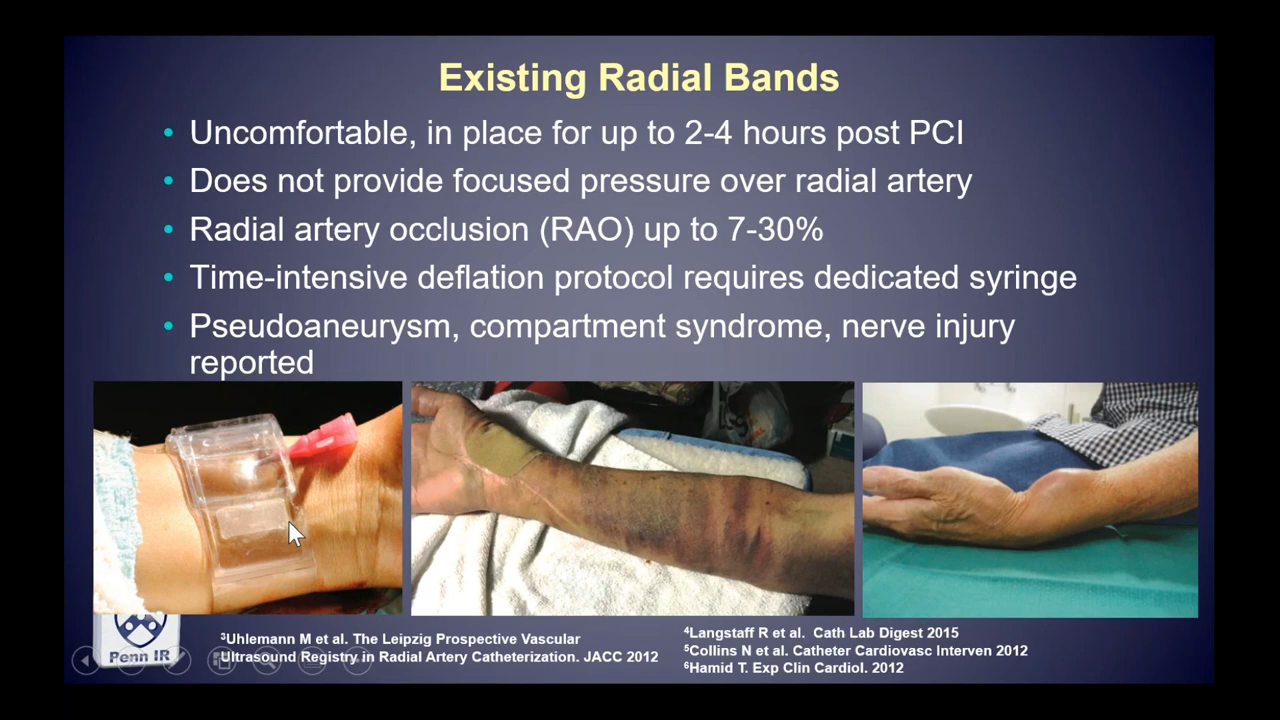 Existing Radial Bands
• Uncomfortable, in place for up to 2-4 hours post PCI
• Does not provide focused pressure over radial artery
• Radial artery occlusion (RAO) up to 7-30%
• Time-intensive deflation protocol requires dedicated syringe
• Pseudoaneurysm, compartment syndrome, nerve injury
reported
³Uhlemann M et al. The Leipzig Prospective Vascular
Ultrasound Registry in Radial Artery Catheterization. JACC 2012
⁴Langstaff R et al.  Cath Lab Digest 2015
⁵Collins N et al. Catheter Cardiovasc Interven 2012
⁶Hamid T. Exp Clin Cardiol. 2012
Penn IR